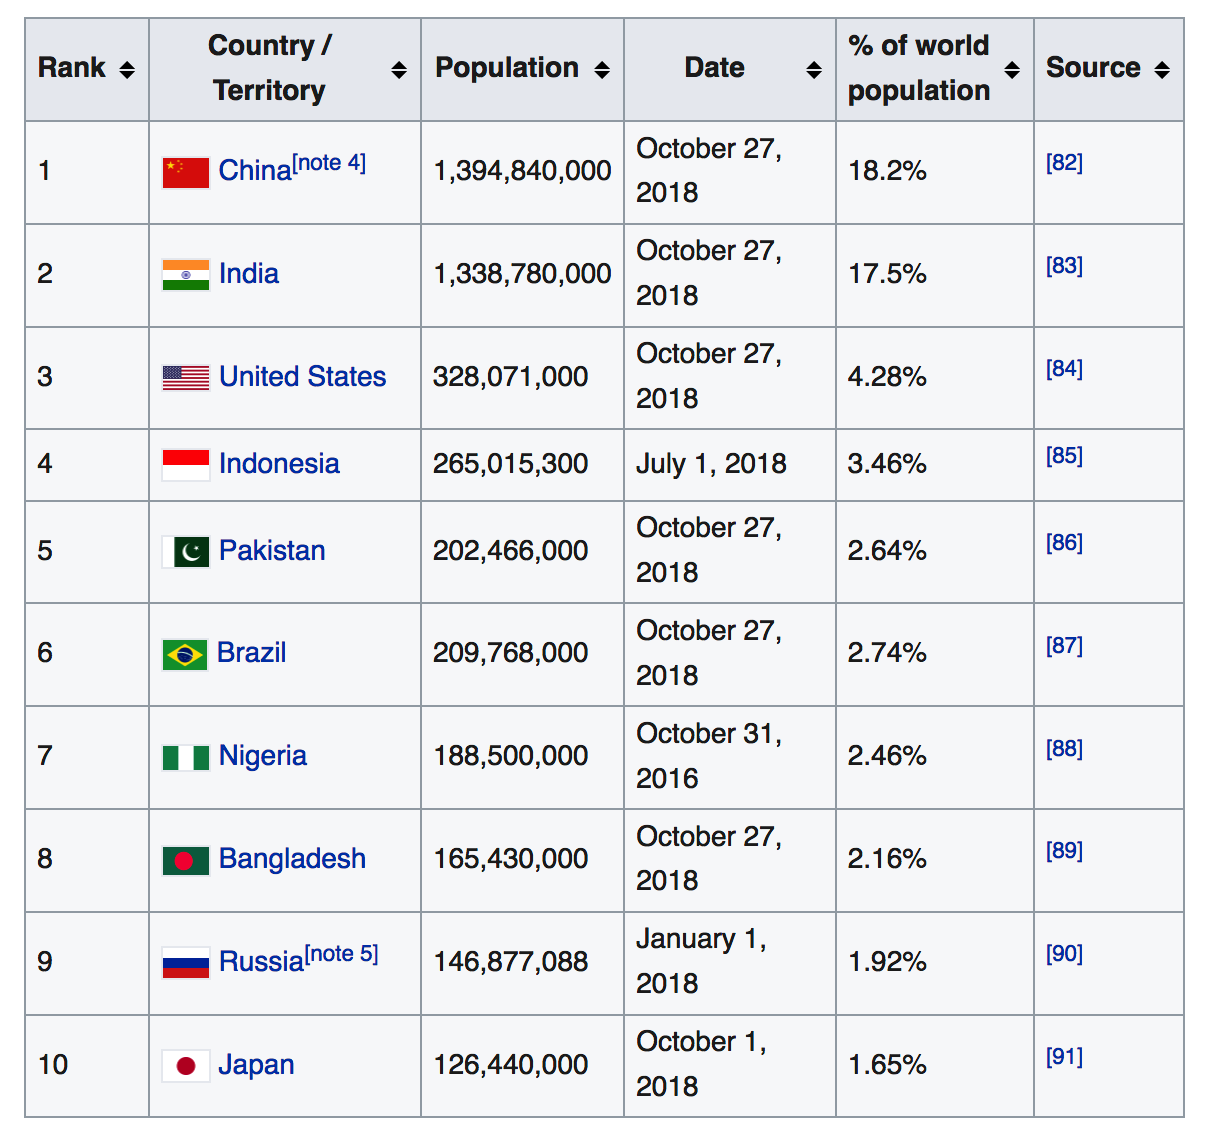 Rank Country / Territory Population Date % of world population Source
1 China[note 4] 1,394,840,000 October 27, 2018 18.2% [82]
2 India 1,338,780,000 October 27, 2018 17.5% [83]
3 United States 328,071,000 October 27, 2018 4.28% [84]
4 Indonesia 265,015,300 July 1, 2018 3.46% [85]
5 Pakistan 202,466,000 October 27, 2018 2.64% [86]
6 Brazil 209,768,000 October 27, 2018 2.74% [87]
7 Nigeria 188,500,000 October 31, 2016 2.46% [88]
8 Bangladesh 165,430,000 October 27, 2018 2.16% [89]
9 Russia[note 5] 146,877,088 January 1, 2018 1.92% [90]
10 Japan 126,440,000 October 1, 2018 1.65% [91]